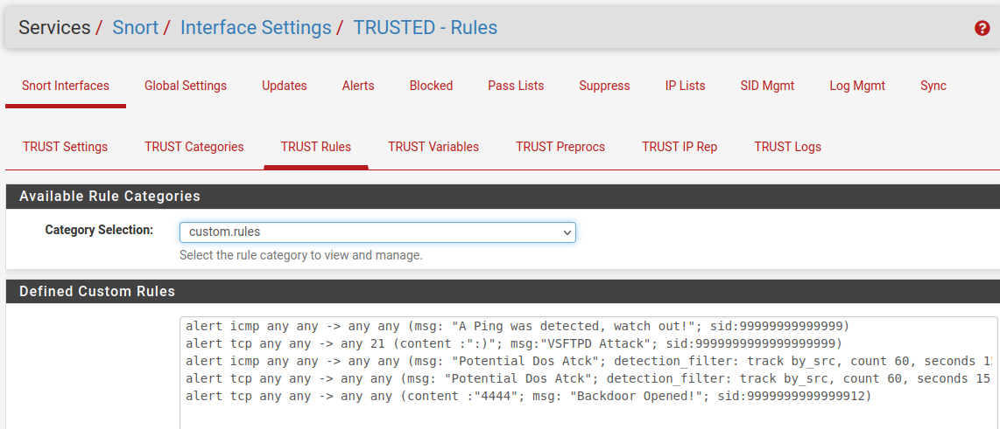 Services / Snort / Interface Settings / TRUSTED - Rules ?
Snort Interfaces Global Settings Updates Alerts Blocked Pass Lists Suppress IP Lists SID Mgmt Log Mgmt Sync
TRUST Settings TRUST Categories TRUST Rules TRUST Variables TRUST Preprocs TRUST IP Rep TRUST Logs
Available Rule Categories
Category Selection: custom.rules
Select the rule category to view and manage.
Defined Custom Rules
alert icmp any any -> any any (msg: "A Ping was detected, watch out!"; sid:99999999999999)
alert tcp any any -> any 21 (content :":)"; msg:"VSFTPD Attack"; sid:9999999999999999999)
alert icmp any any -> any any (msg: "Potential Dos Atck"; detection_filter: track by_src, count 60, seconds 1
alert tcp any any -> any any (msg: "Potential Dos Atck"; detection_filter: track by_src, count 60, seconds 15
alert tcp any any -> any any (content :"4444"; msg: "Backdoor Opened!"; sid:9999999999999912)